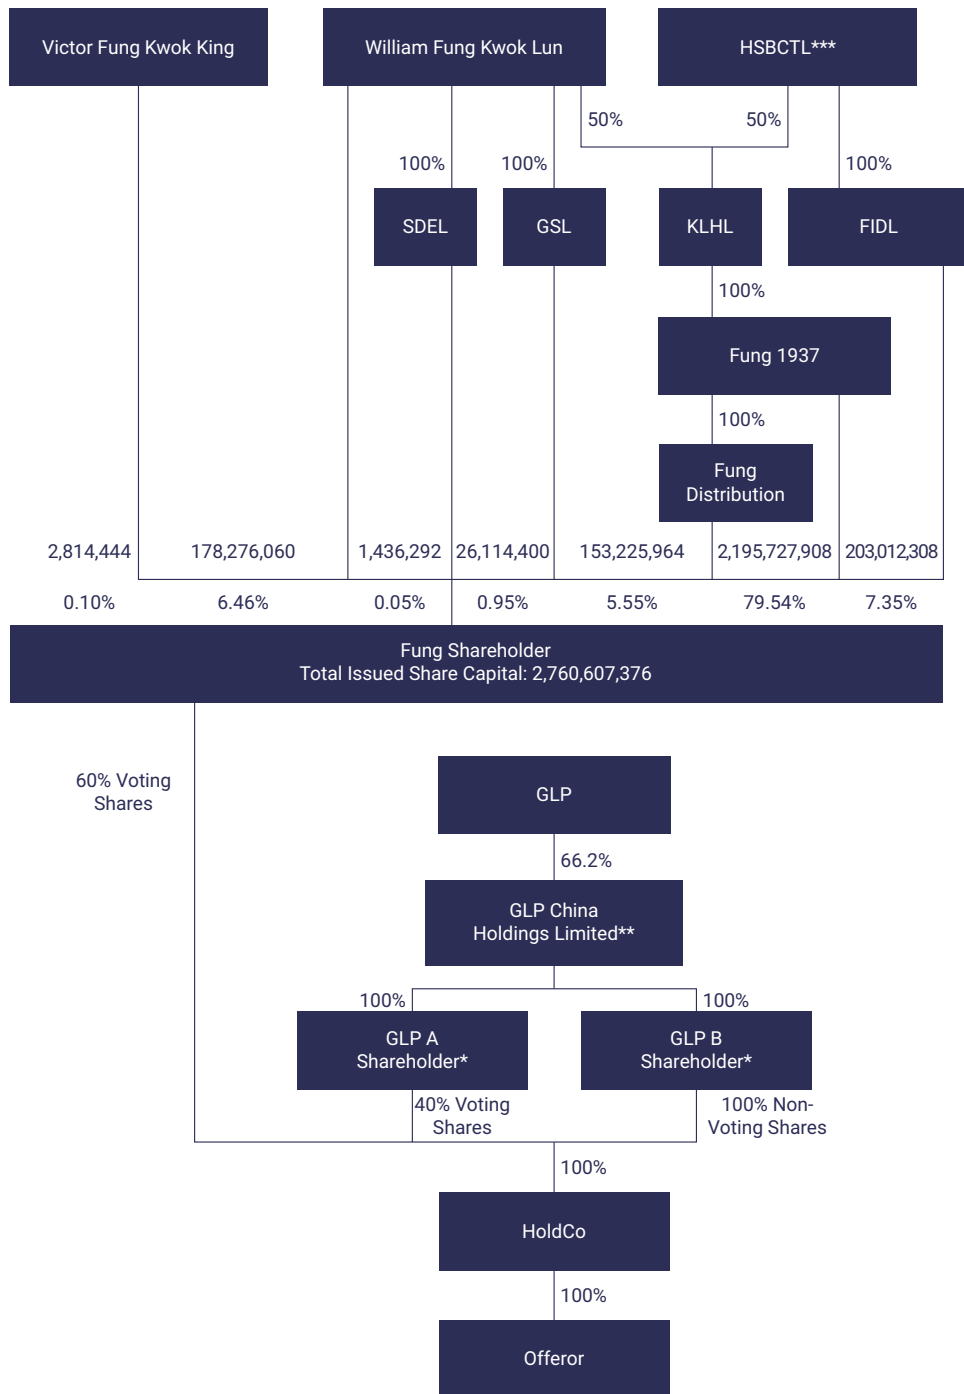 Victor Fung Kwok King
William Fung Kwok Lun
HSBCTL***
50%
50%
100%
100%
100%
SDEL
GSL
KLHL
FIDL
100%
Fung 1937
100%
Fung
Distribution
2,814,444
178,276,060
1,436,292
26,114,400
153,225,964
2,195,727,908
203,012,308
0.10%
6.46%
0.05%
0.95%
5.55%
79.54%
7.35%
Fung Shareholder
Total Issued Share Capital: 2,760,607,376
60% Voting
Shares
GLP
66.2%
GLP China
Holdings Limited**
100%
100%
GLP A
Shareholder*
GLP B
Shareholder*
40% Voting
Shares
100% Non-
Voting Shares
100%
HoldCo
100%
Offeror